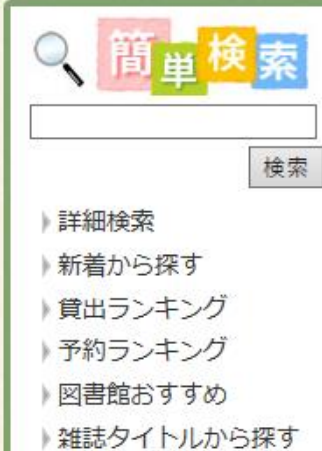 簡単検索
検索
詳細検索
新着から探す
貸出ランキング
予約ランキング
図書館おすすめ
雑誌タイトルから探す